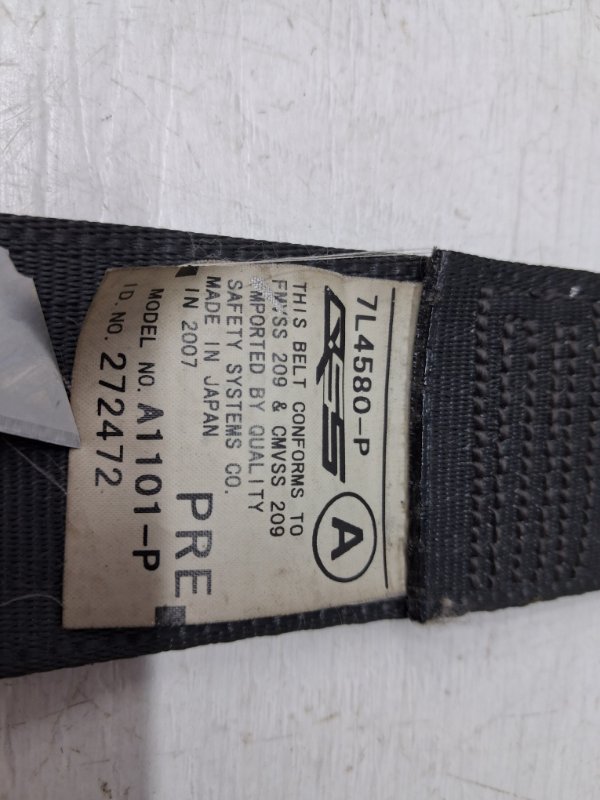 7L4580-P
QSS A
THIS BELT CONFORMS TO
FMVSS 209 & CMVSS 209
IMPORTED BY QUALITY
SAFETY SYSTEMS CO.
MADE IN JAPAN
IN 2007 PRE
MODEL NO. A1101-P
ID. NO. 272472